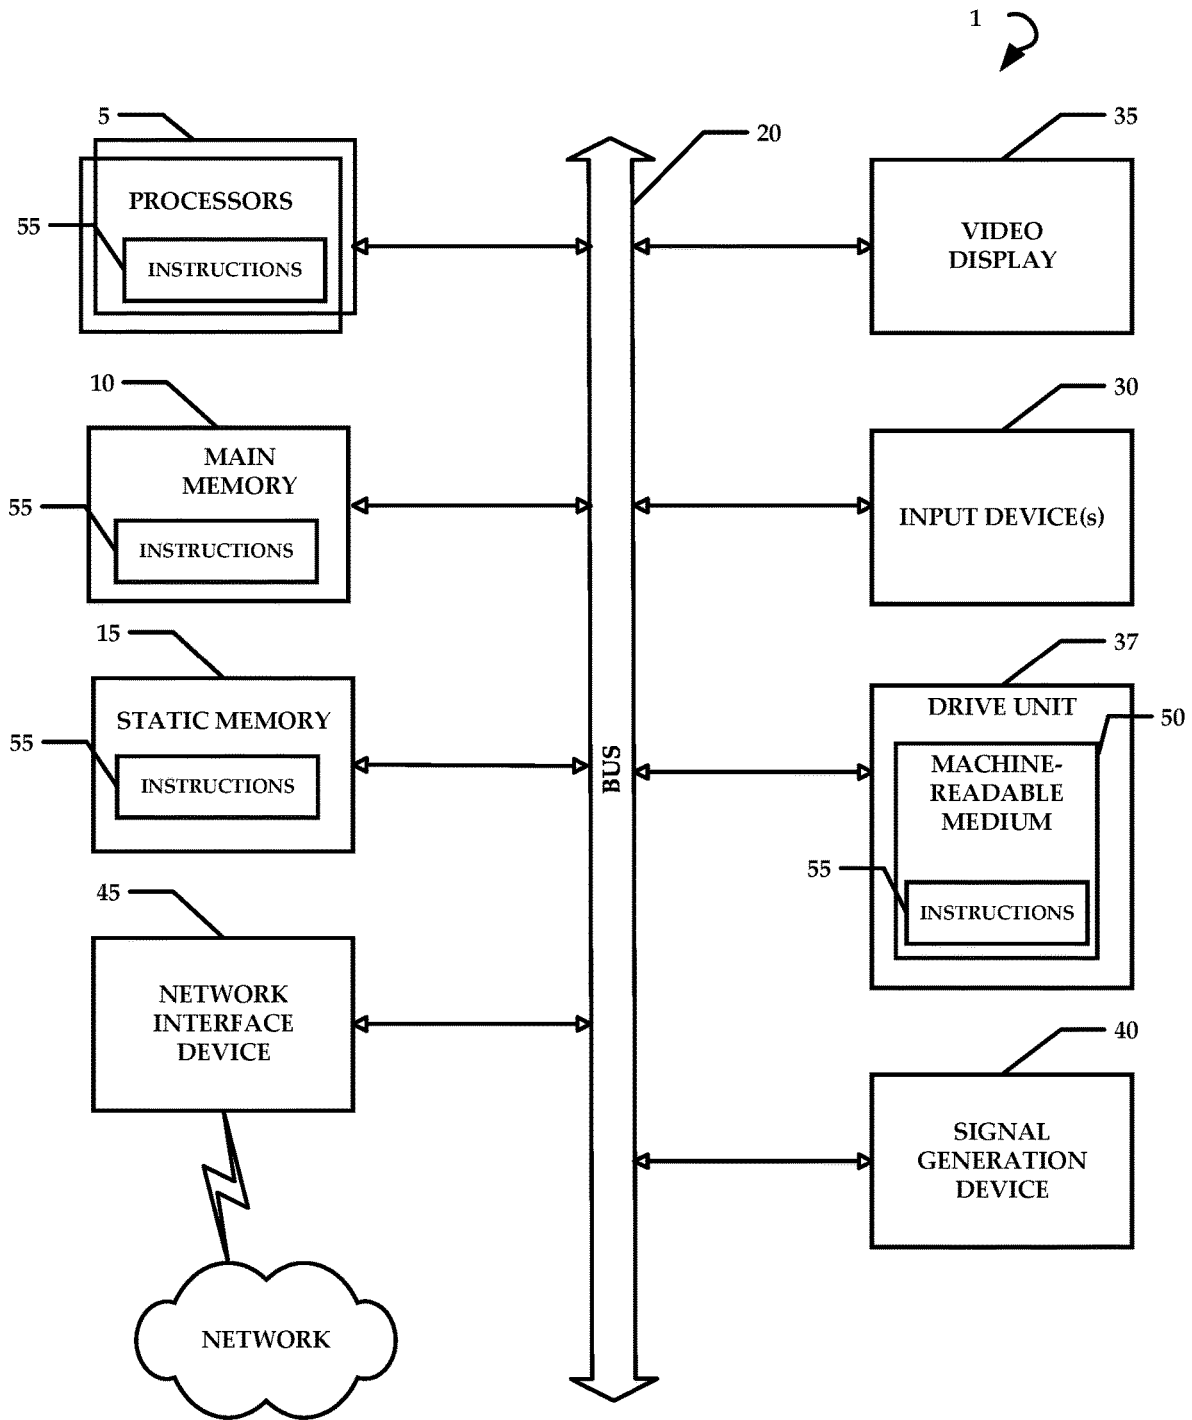 1
5
PROCESSORS
55
INSTRUCTIONS
10
MAIN
MEMORY
55
INSTRUCTIONS
15
STATIC MEMORY
55
INSTRUCTIONS
45
NETWORK
INTERFACE
DEVICE
NETWORK
20
BUS
35
VIDEO
DISPLAY
30
INPUT DEVICE(s)
37
DRIVE UNIT
50
MACHINE-
READABLE
MEDIUM
55
INSTRUCTIONS
40
SIGNAL
GENERATION
DEVICE